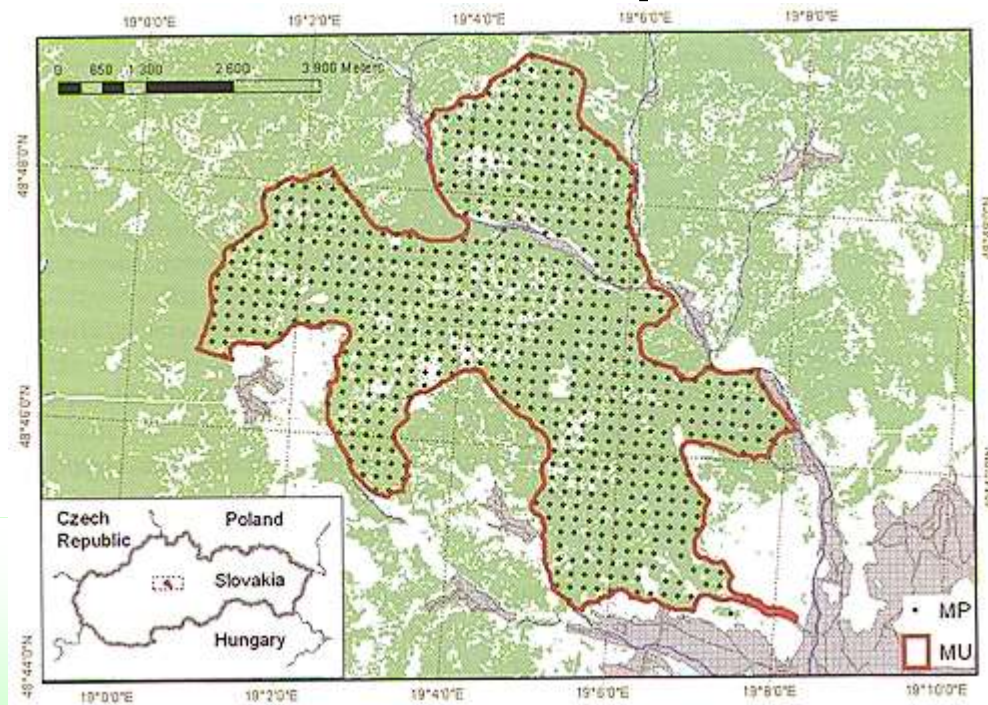 19°0'0"E 19°2'0"E 19°4'0"E 19°6'0"E 19°8'0"E
0 650 1 300 2 600 3 900 Meters
48°48'0"N
48°46'0"N
48°44'0"N
Czech
Republic
Poland
Slovakia
Hungary
MP
MU
19°0'0"E 19°2'0"E 19°4'0"E 19°6'0"E 19°8'0"E 19°10'0"E